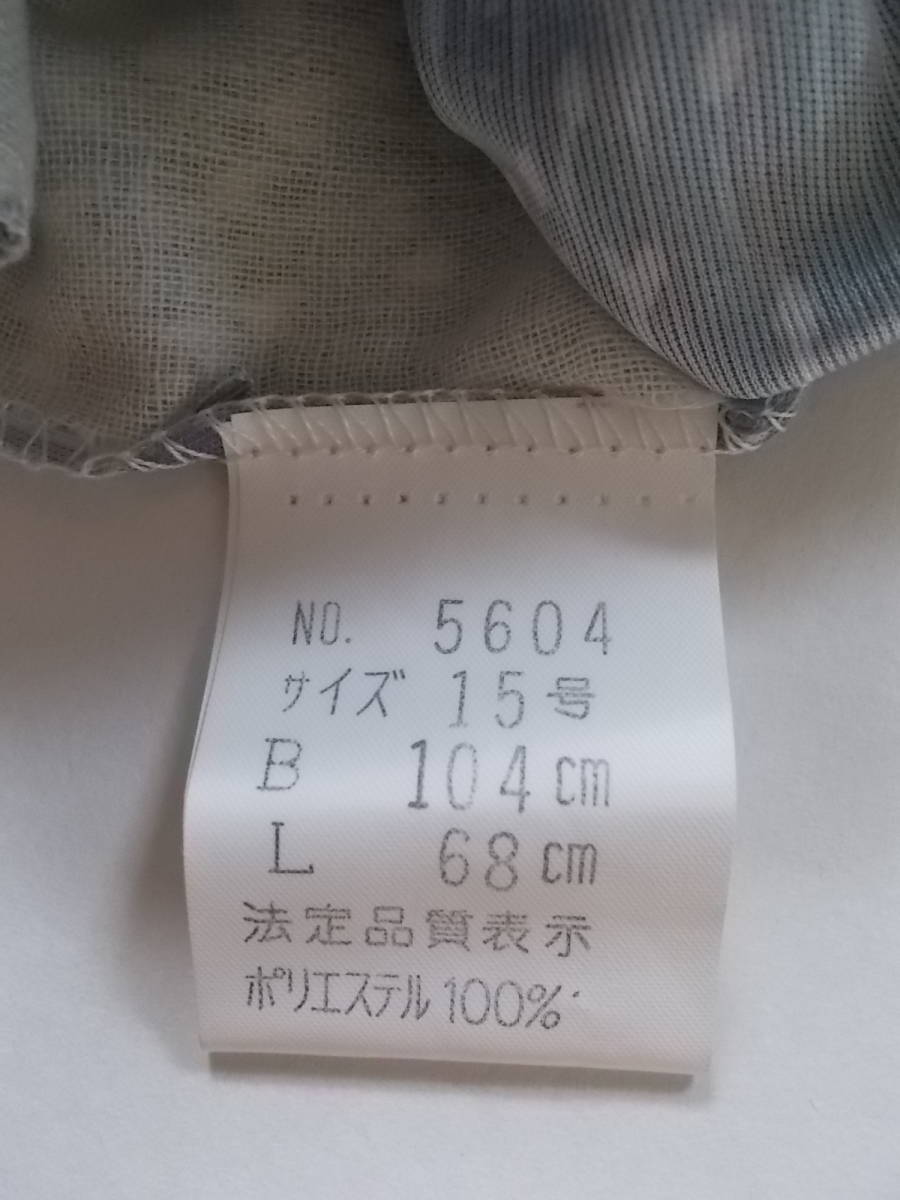 NO. 5604
サイズ 15号
B 104cm
L 68cm
法定品質表示
ポリエステル100%